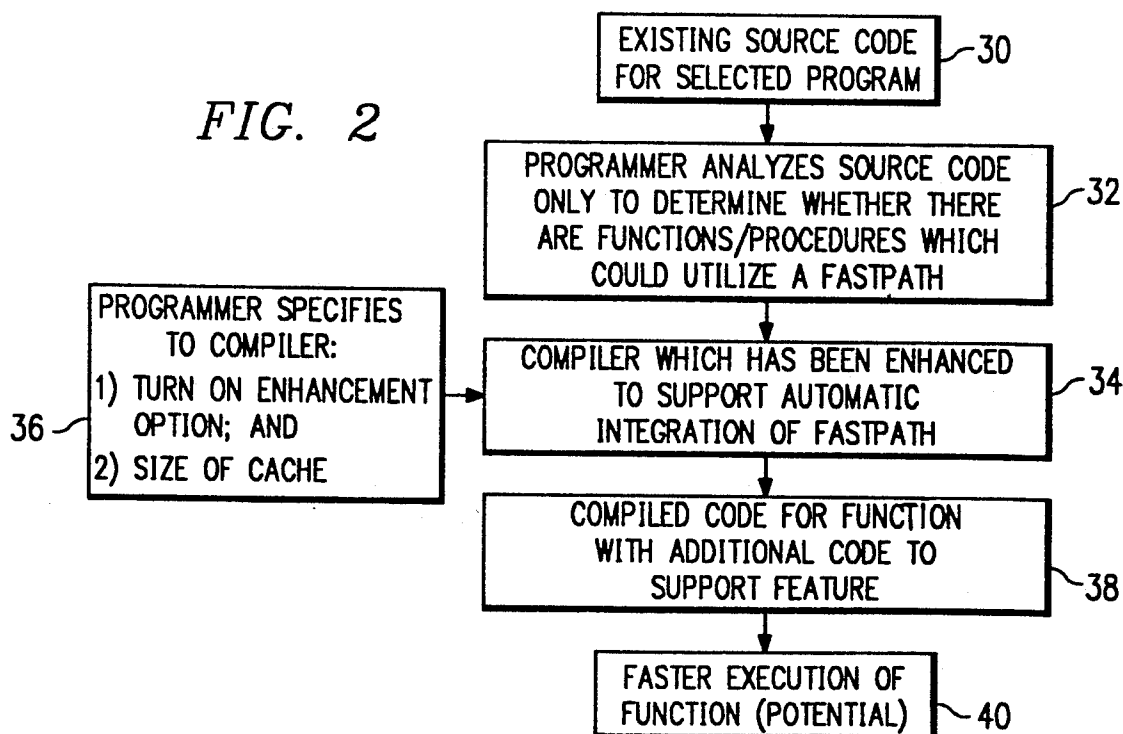 FIG. 2
EXISTING SOURCE CODE
FOR SELECTED PROGRAM
30
PROGRAMMER ANALYZES SOURCE CODE
ONLY TO DETERMINE WHETHER THERE
ARE FUNCTIONS/PROCEDURES WHICH
COULD UTILIZE A FASTPATH
32
PROGRAMMER SPECIFIES
TO COMPILER:
1) TURN ON ENHANCEMENT
OPTION; AND
2) SIZE OF CACHE
36
COMPILER WHICH HAS BEEN ENHANCED
TO SUPPORT AUTOMATIC
INTEGRATION OF FASTPATH
34
COMPILED CODE FOR FUNCTION
WITH ADDITIONAL CODE TO
SUPPORT FEATURE
38
FASTER EXECUTION OF
FUNCTION (POTENTIAL)
40